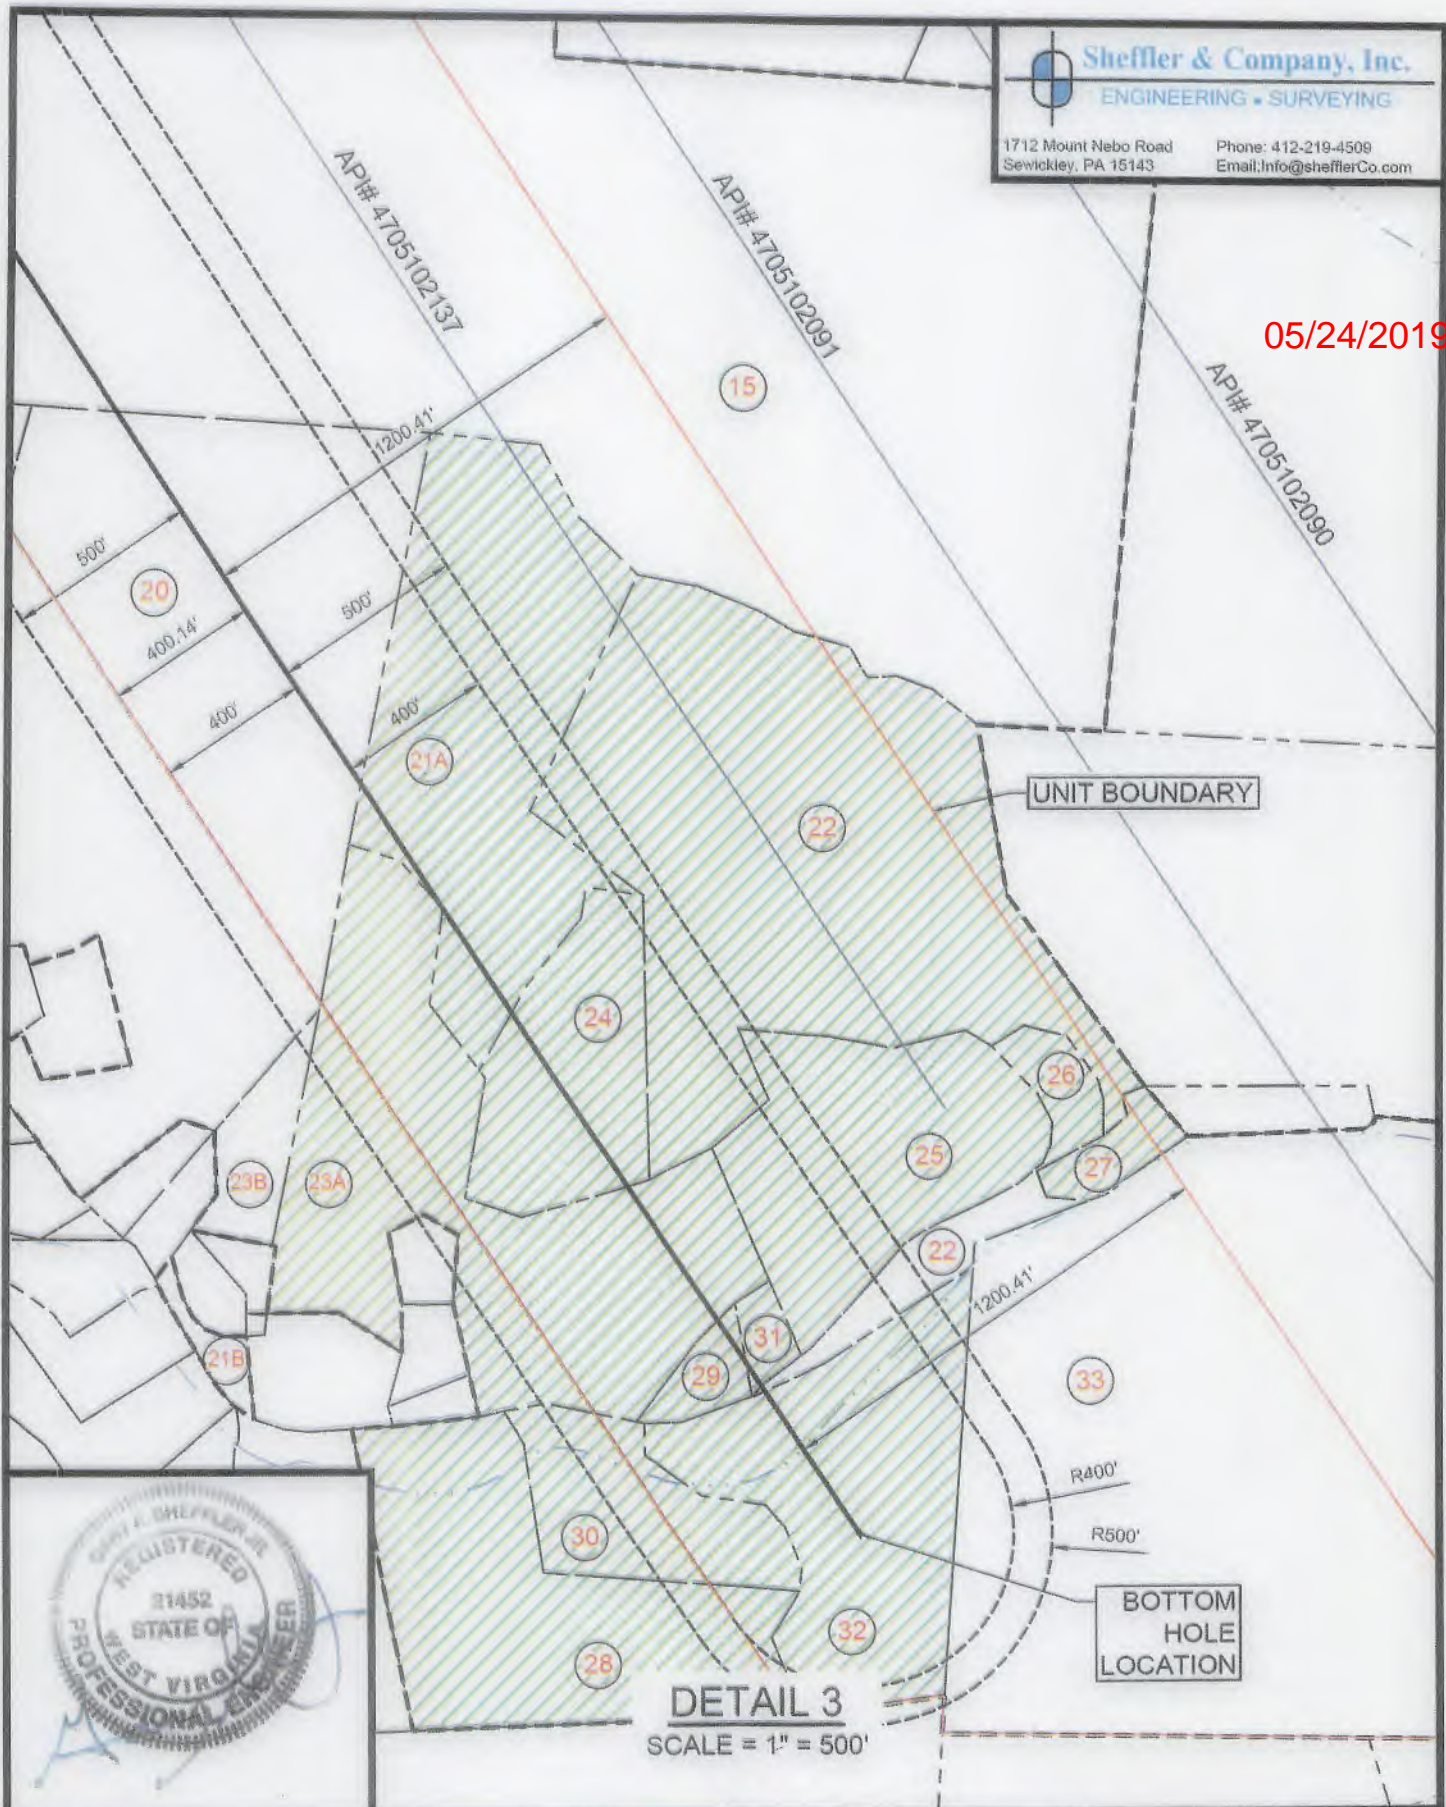 Sheffler & Company, Inc.
ENGINEERING • SURVEYING
1712 Mount Nebo Road
Sewickley, PA 15143
Phone: 412-219-4509
Email:Info@shefflerCo.com
05/24/2019
API# 4705102137
API# 4705102091
API# 4705102090
15
1200.41'
500'
20
500'
400.14'
400'
400'
21A
UNIT BOUNDARY
22
24
26
25
27
23B
23A
22
1200.41'
31
21B
29
33
R400'
R500'
30
BOTTOM
HOLE
LOCATION
32
28
GARY A. SHEFFLER JR.
REGISTERED
21452
STATE OF
WEST VIRGINIA
PROFESSIONAL ENGINEER
DETAIL 3
SCALE = 1" = 500'